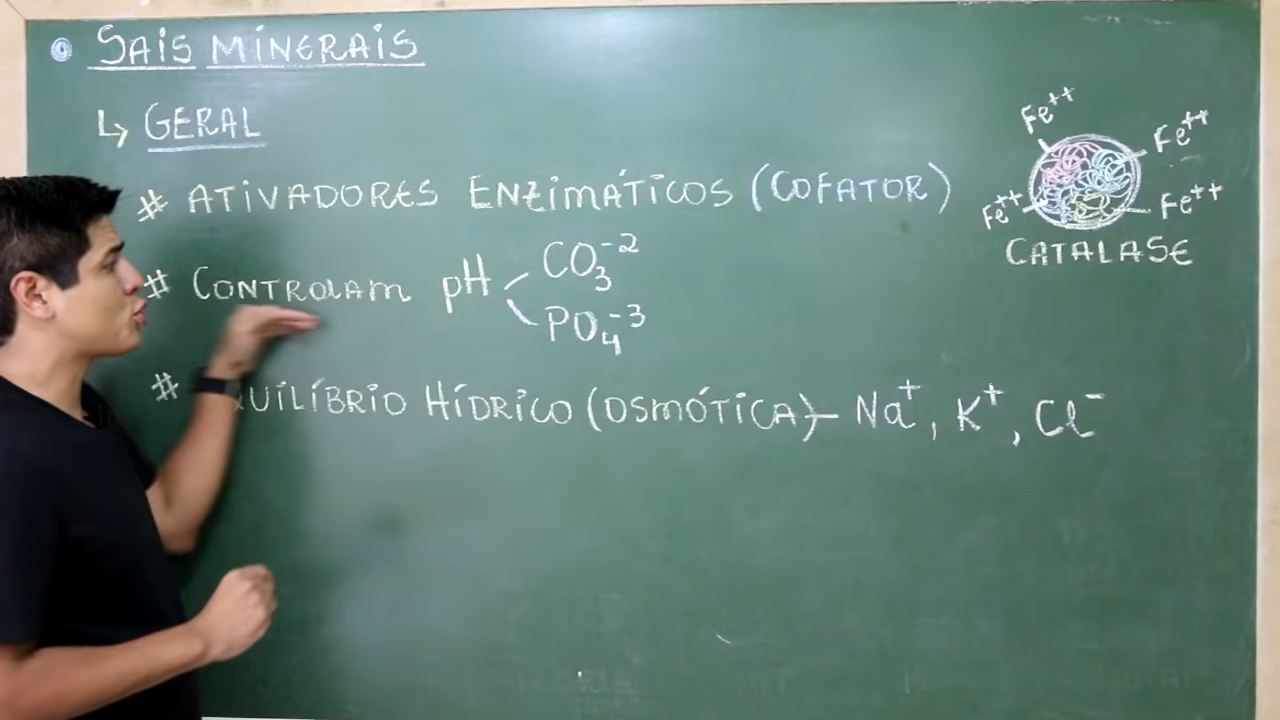 SAIS MINERAIS
↳ GERAL
# ATIVADORES ENZIMÁTICOS (COFATOR)
# CONTROLAM pH
CO₃⁻²
PO₄⁻³
# QUILÍBRIO HÍDRICO (OSMÓTICA) – Na⁺, K⁺, Cl⁻
Fe⁺⁺
Fe⁺⁺
Fe⁺⁺
Fe⁺⁺
CATALASE